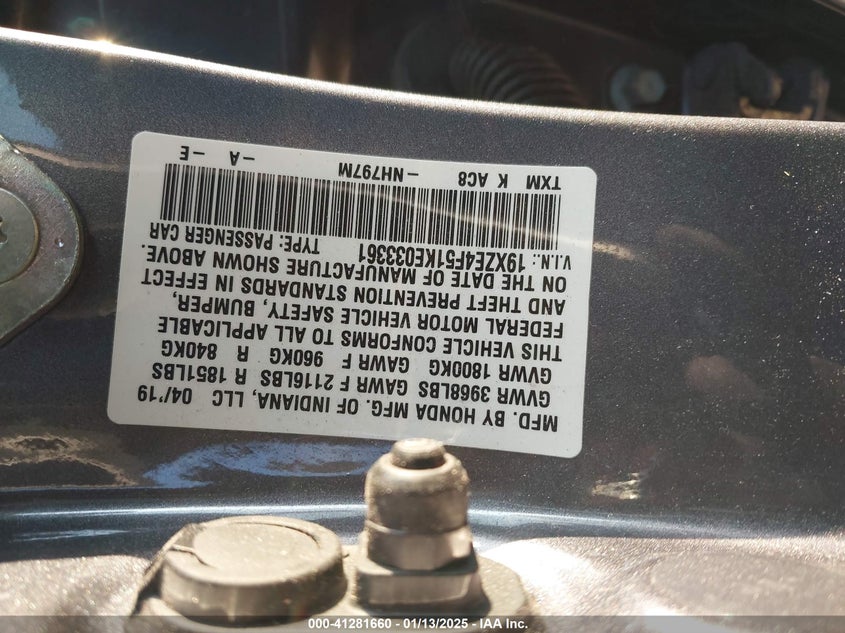 MFD. BY HONDA MFG. OF INDIANA, LLC 04/'19
GVWR 3968LBS GAWR F 2116LBS R 1851LBS
GVWR 1800KG GAWR F 960KG R 840KG
THIS VEHICLE CONFORMS TO ALL APPLICABLE
FEDERAL MOTOR VEHICLE SAFETY, BUMPER,
AND THEFT PREVENTION STANDARDS IN EFFECT
ON THE DATE OF MANUFACTURE SHOWN ABOVE.
V.I.N.: 19XZE4F51KE033361 TYPE: PASSENGER CAR
TXM K AC8 -NH797M -A -E
000-41281660 - 01/13/2025 - IAA Inc.